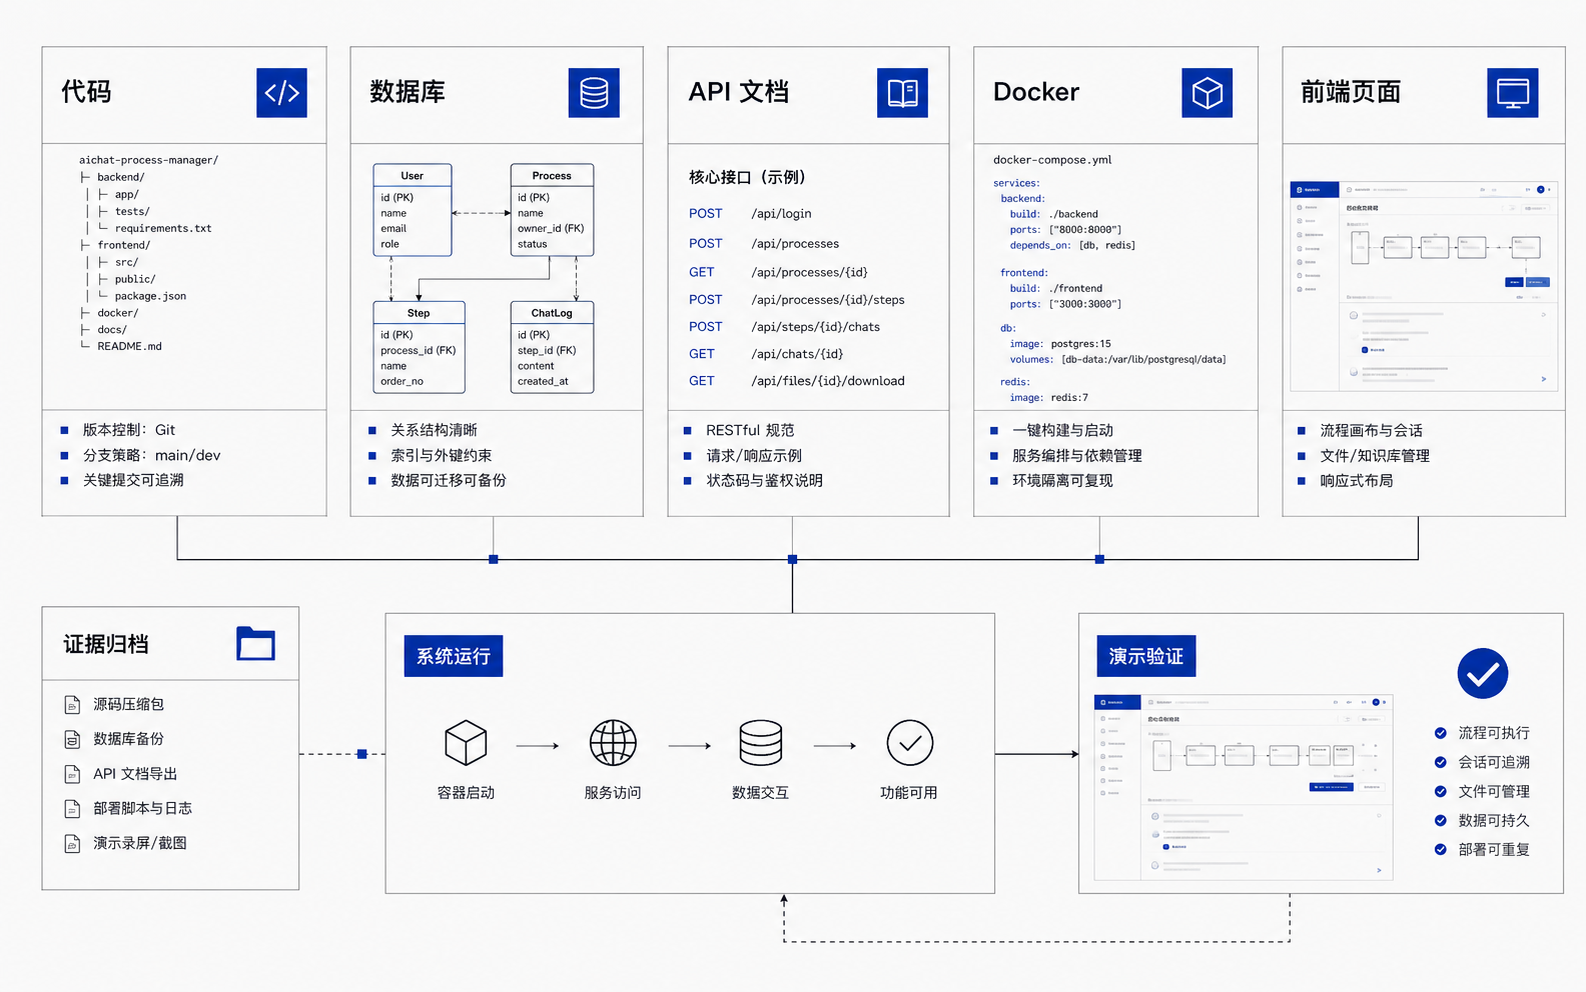 代码
aichat-process-manager/
├─ backend/
│ ├─ app/
│ ├─ tests/
│ └─ requirements.txt
├─ frontend/
│ ├─ src/
│ ├─ public/
│ └─ package.json
├─ docker/
├─ docs/
└─ README.md
版本控制：Git
分支策略：main/dev
关键提交可追溯
数据库
User
id (PK)
name
email
role
Process
id (PK)
name
owner_id (FK)
status
Step
id (PK)
process_id (FK)
name
order_no
ChatLog
id (PK)
step_id (FK)
content
created_at
关系结构清晰
索引与外键约束
数据可迁移可备份
API 文档
核心接口（示例）
POST /api/login
POST /api/processes
GET /api/processes/{id}
POST /api/processes/{id}/steps
POST /api/steps/{id}/chats
GET /api/chats/{id}
GET /api/files/{id}/download
RESTful 规范
请求/响应示例
状态码与鉴权说明
Docker
docker-compose.yml
services:
backend:
build: ./backend
ports: ["8000:8000"]
depends_on: [db, redis]
frontend:
build: ./frontend
ports: ["3000:3000"]
db:
image: postgres:15
volumes: [db-data:/var/lib/postgresql/data]
redis:
image: redis:7
一键构建与启动
服务编排与依赖管理
环境隔离可复现
前端页面
流程画布与会话
文件/知识库管理
响应式布局
证据归档
源码压缩包
数据库备份
API 文档导出
部署脚本与日志
演示录屏/截图
系统运行
容器启动
服务访问
数据交互
功能可用
演示验证
流程可执行
会话可追溯
文件可管理
数据可持久
部署可重复